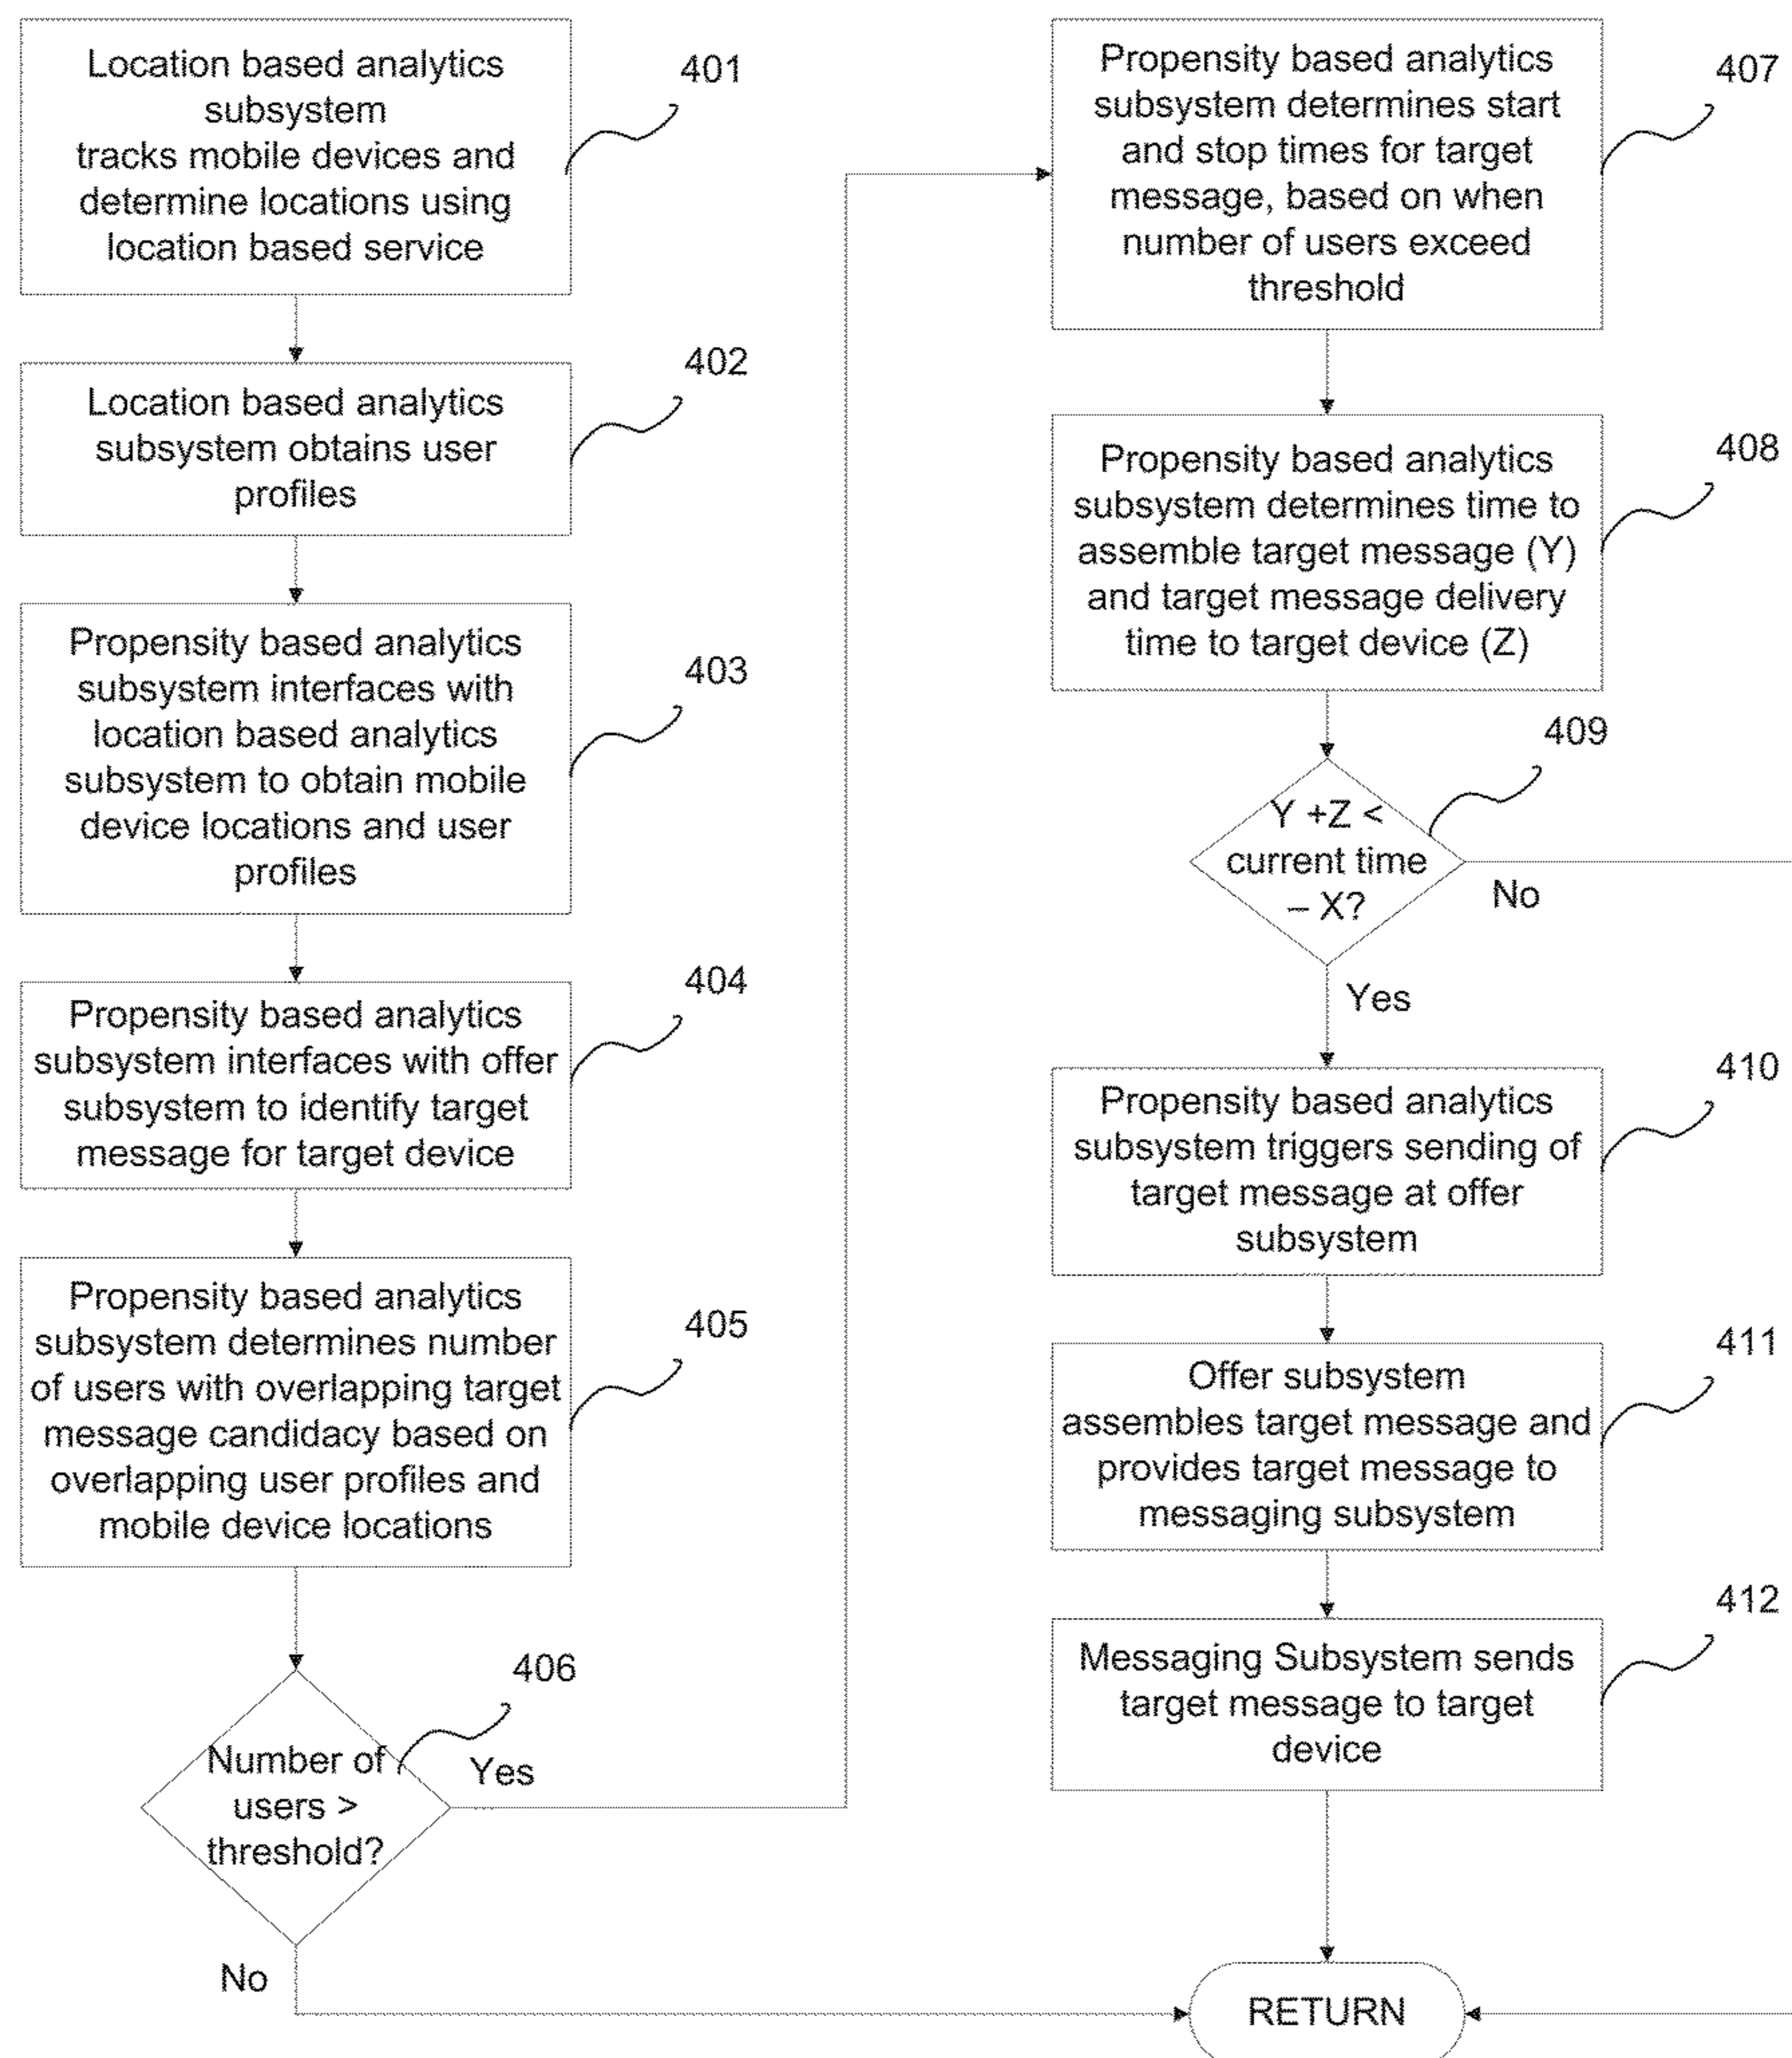 Location based analytics
subsystem
tracks mobile devices and
determine locations using
location based service
401
Location based analytics
subsystem obtains user
profiles
402
Propensity based analytics
subsystem interfaces with
location based analytics
subsystem to obtain mobile
device locations and user
profiles
403
Propensity based analytics
subsystem interfaces with offer
subsystem to identify target
message for target device
404
Propensity based analytics
subsystem determines number
of users with overlapping target
message candidacy based on
overlapping user profiles and
mobile device locations
405
Number of
users >
threshold?
406
Yes
No
Propensity based analytics
subsystem determines start
and stop times for target
message, based on when
number of users exceed
threshold
407
Propensity based analytics
subsystem determines time to
assemble target message (Y)
and target message delivery
time to target device (Z)
408
Y +Z <
current time
– X?
409
No
Yes
Propensity based analytics
subsystem triggers sending of
target message at offer
subsystem
410
Offer subsystem
assembles target message and
provides target message to
messaging subsystem
411
Messaging Subsystem sends
target message to target
device
412
RETURN